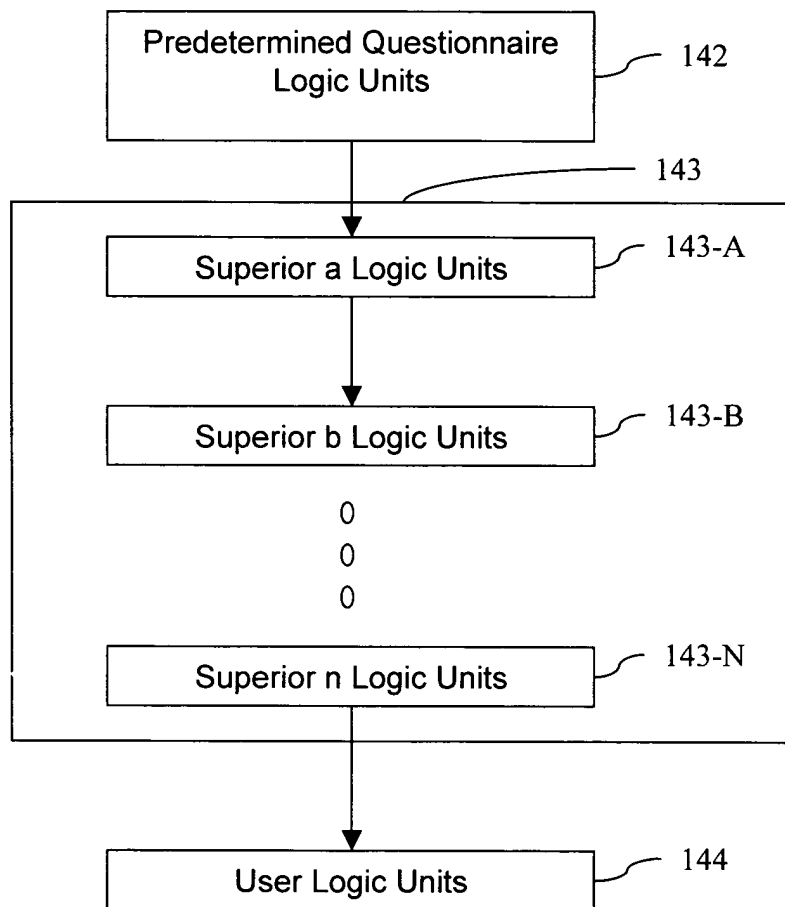 Predetermined Questionnaire
Logic Units
142
143
Superior a Logic Units
143-A
Superior b Logic Units
143-B
0
0
0
Superior n Logic Units
143-N
User Logic Units
144